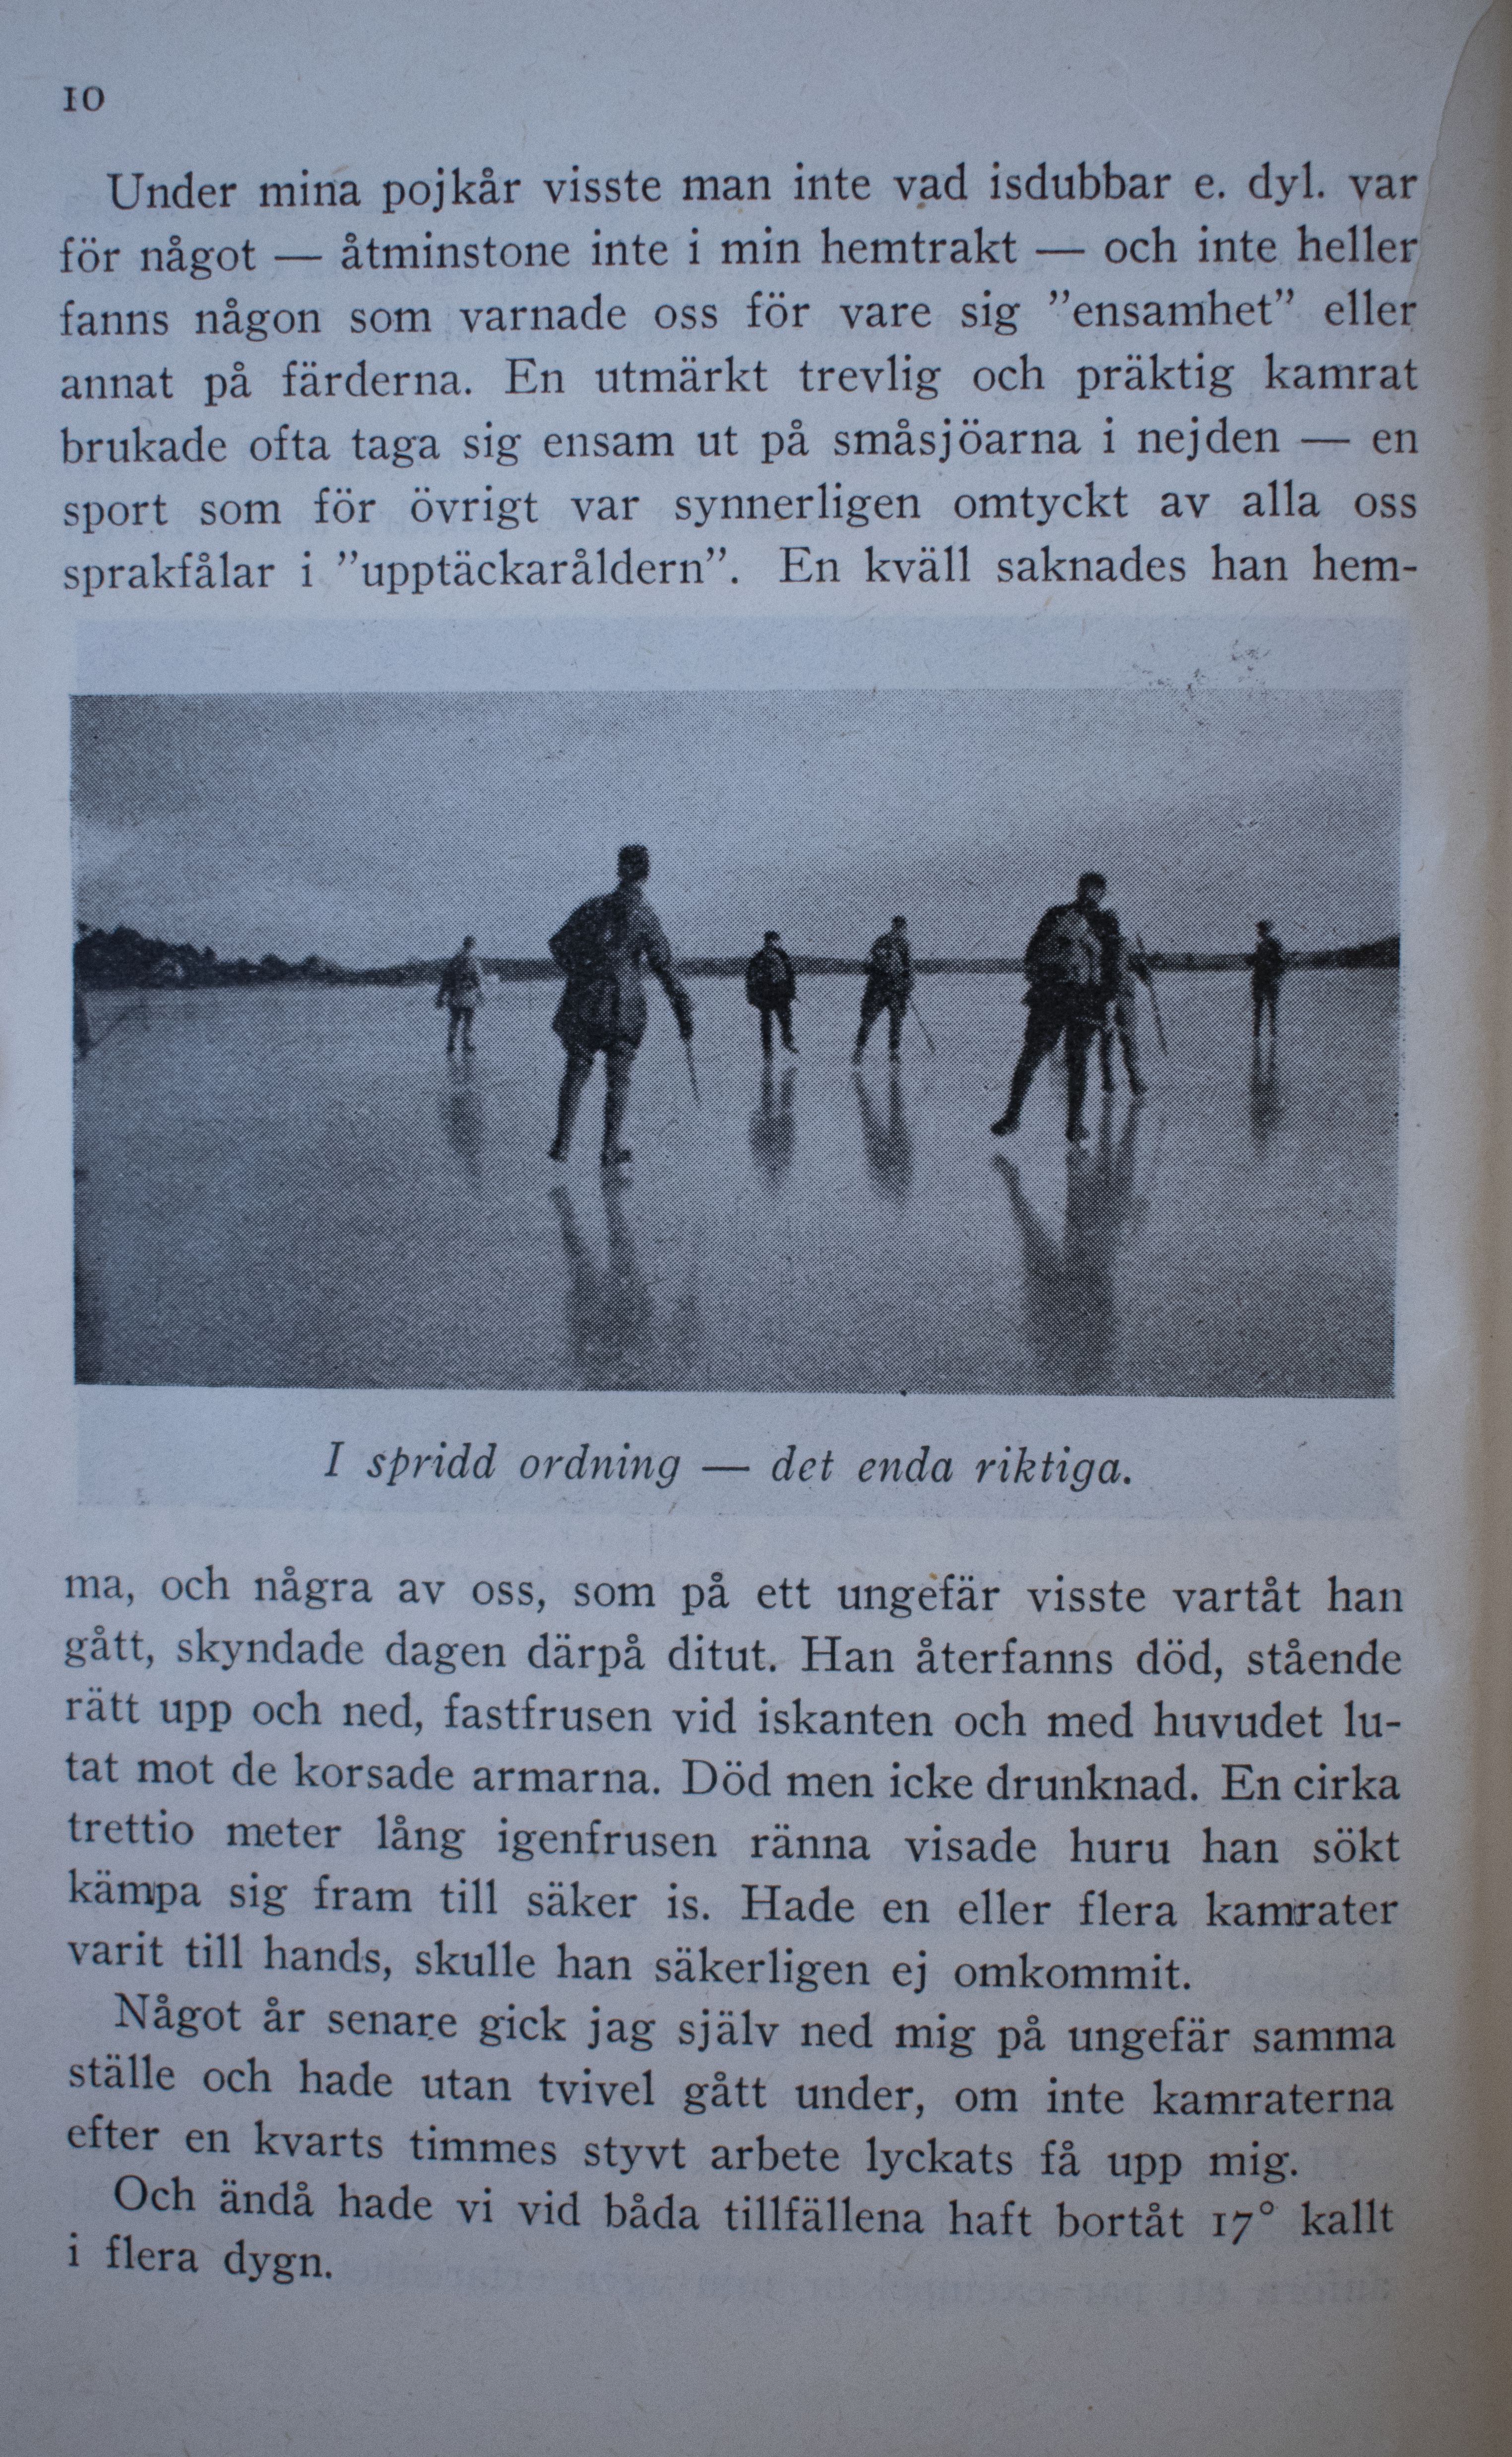 10
Under mina pojkår visste man inte vad isdubbar e. dyl. var
för något — åtminstone inte i min hemtrakt — och inte heller
fanns någon som varnade oss för vare sig ”ensamhet” eller
annat på färderna. En utmärkt trevlig och präktig kamrat
brukade ofta taga sig ensam ut på småsjöarna i nejden — en
sport som för övrigt var synnerligen omtyckt av alla oss
sprakfålar i ”upptäckaråldern”. En kväll saknades han hem-
I spridd ordning — det enda riktiga.
ma, och några av oss, som på ett ungefär visste vartåt han
gått, skyndade dagen därpå ditut. Han återfanns död, stående
rätt upp och ned, fastfrusen vid iskanten och med huvudet lu-
tat mot de korsade armarna. Död men icke drunknad. En cirka
trettio meter lång igenfrusen ränna visade huru han sökt
kämpa sig fram till säker is. Hade en eller flera kamrater
varit till hands, skulle han säkerligen ej omkommit.
Något år senare gick jag själv ned mig på ungefär samma
ställe och hade utan tvivel gått under, om inte kamraterna
efter en kvarts timmes styvt arbete lyckats få upp mig.
Och ändå hade vi vid båda tillfällena haft bortåt 17° kallt
i flera dygn.